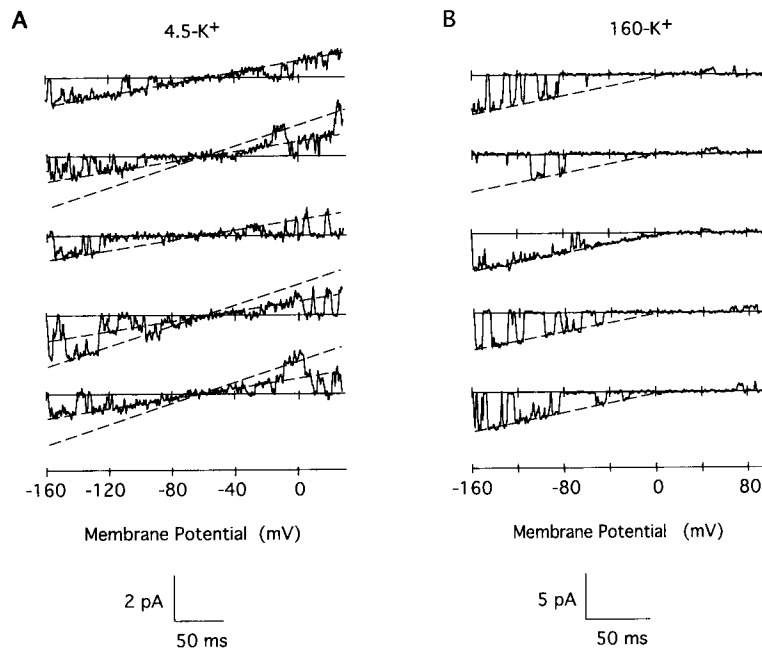 A
4.5-K+
-160 -120 -80 -40 0
Membrane Potential (mV)
2 pA
50 ms
B
160-K+
-160 -80 0 80
Membrane Potential (mV)
5 pA
50 ms